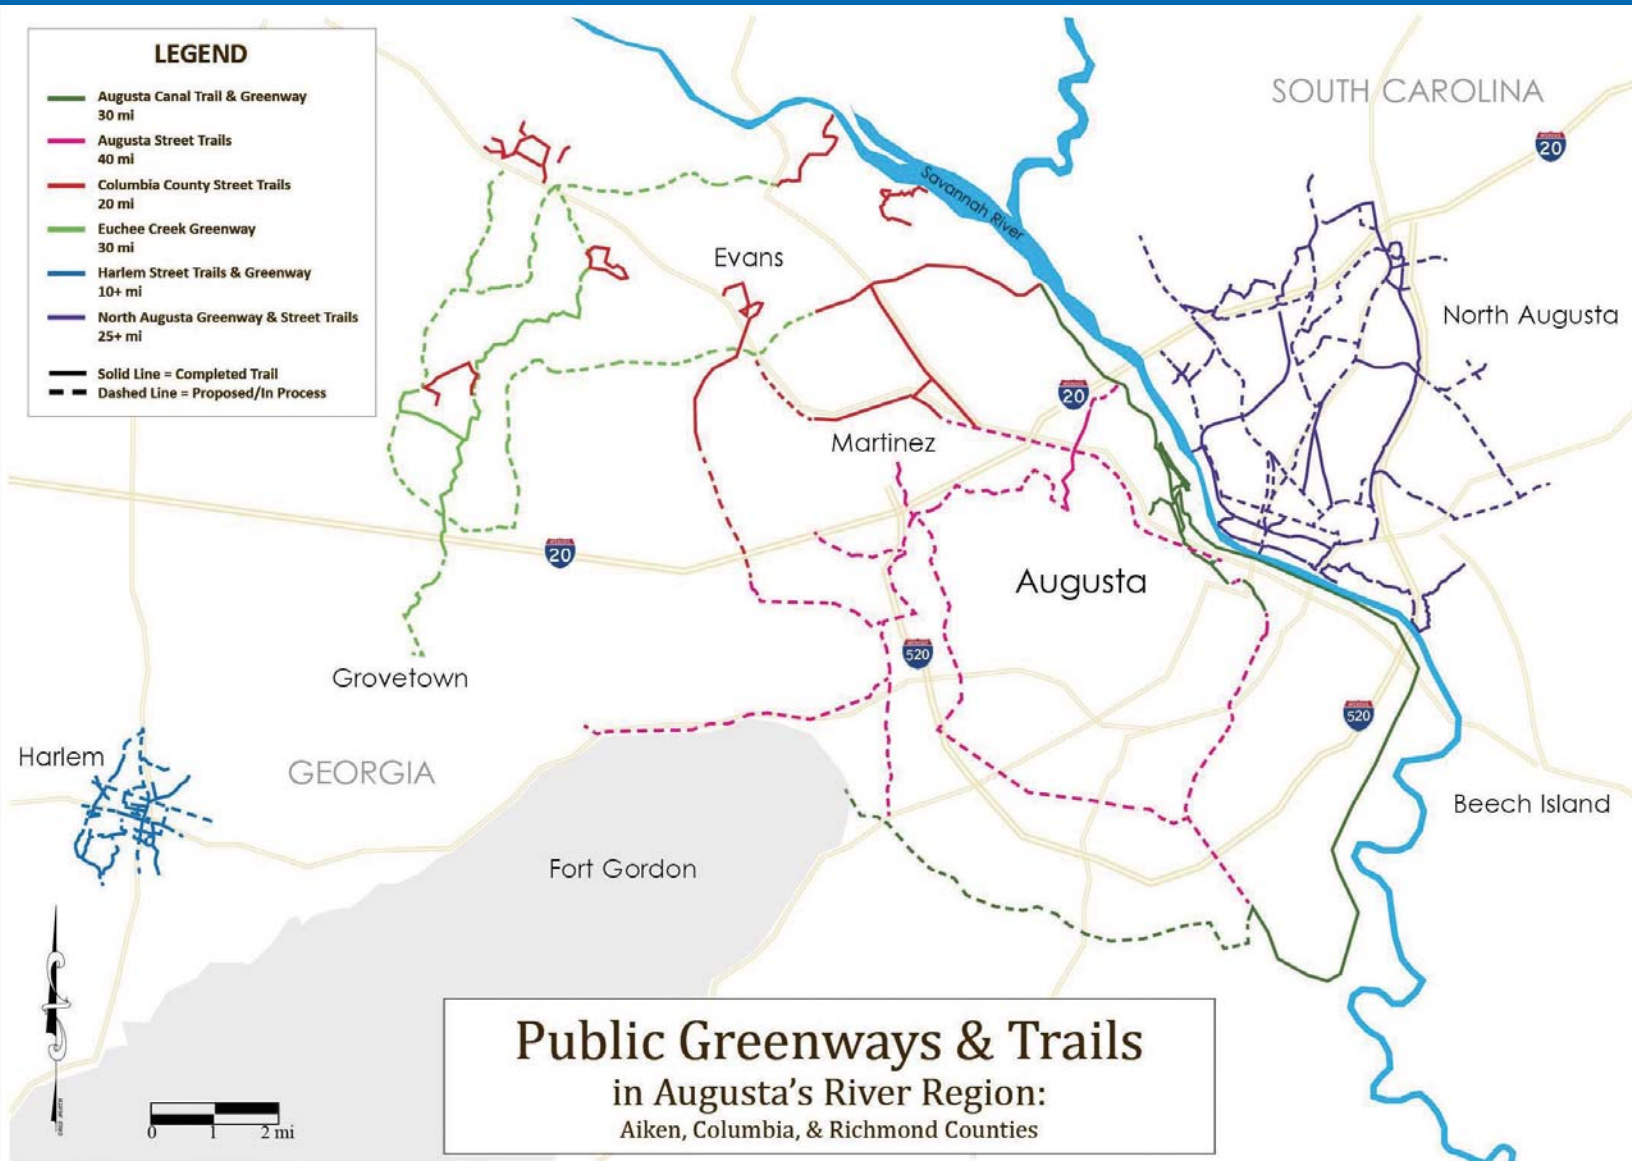 LEGEND
Augusta Canal Trail & Greenway
30 mi
Augusta Street Trails
40 mi
Columbia County Street Trails
20 mi
Euchee Creek Greenway
30 mi
Harlem Street Trails & Greenway
10+ mi
North Augusta Greenway & Street Trails
25+ mi
Solid Line = Completed Trail
Dashed Line = Proposed/In Process
SOUTH CAROLINA
20
Savannah River
Evans
North Augusta
20
Martinez
20
Augusta
520
Grovetown
520
Harlem
GEORGIA
Beech Island
Fort Gordon
0 1 2 mi
Public Greenways & Trails
in Augusta's River Region:
Aiken, Columbia, & Richmond Counties